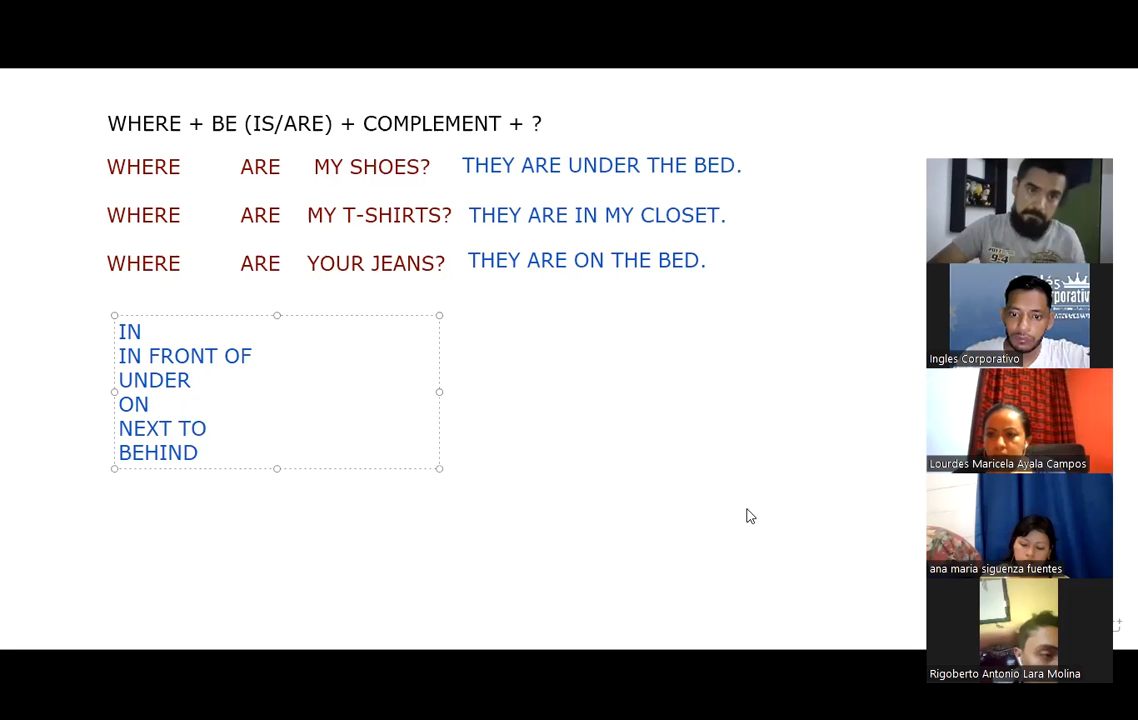 WHERE + BE (IS/ARE) + COMPLEMENT + ?
WHERE ARE MY SHOES? THEY ARE UNDER THE BED.
WHERE ARE MY T-SHIRTS? THEY ARE IN MY CLOSET.
WHERE ARE YOUR JEANS? THEY ARE ON THE BED.
IN
IN FRONT OF
UNDER
ON
NEXT TO
BEHIND
Ingles Corporativo
Lourdes Maricela Ayala Campos
ana maria siguenza fuentes
Rigoberto Antonio Lara Molina